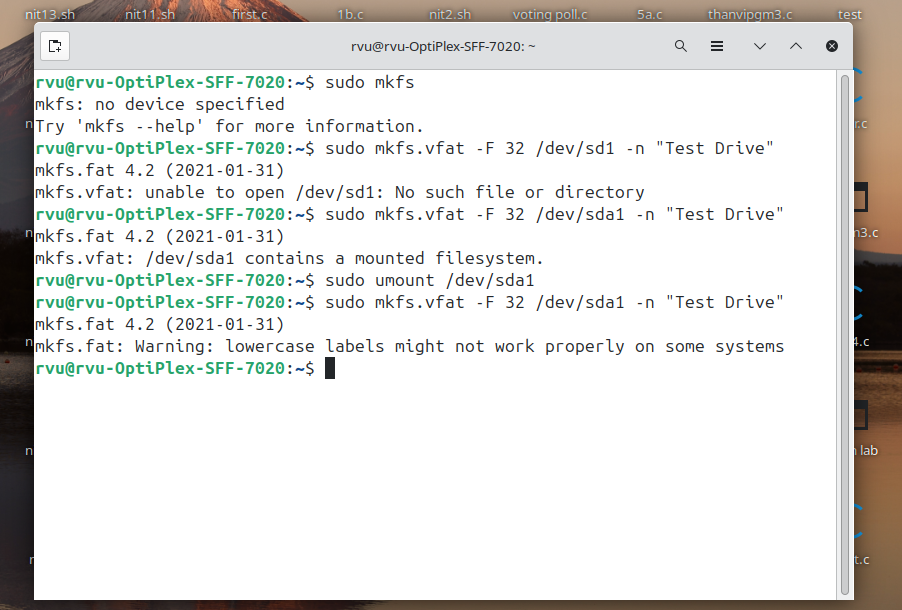 nit13.sh nit11.sh first.c 1b.c nit2.sh voting poll.c 5a.c thanvipgm3.c test
rvu@rvu-OptiPlex-SFF-7020: ~
rvu@rvu-OptiPlex-SFF-7020:~$ sudo mkfs
mkfs: no device specified
Try 'mkfs --help' for more information.
rvu@rvu-OptiPlex-SFF-7020:~$ sudo mkfs.vfat -F 32 /dev/sd1 -n "Test Drive"
mkfs.fat 4.2 (2021-01-31)
mkfs.vfat: unable to open /dev/sd1: No such file or directory
rvu@rvu-OptiPlex-SFF-7020:~$ sudo mkfs.vfat -F 32 /dev/sda1 -n "Test Drive"
mkfs.fat 4.2 (2021-01-31)
mkfs.vfat: /dev/sda1 contains a mounted filesystem.
rvu@rvu-OptiPlex-SFF-7020:~$ sudo umount /dev/sda1
rvu@rvu-OptiPlex-SFF-7020:~$ sudo mkfs.vfat -F 32 /dev/sda1 -n "Test Drive"
mkfs.fat 4.2 (2021-01-31)
mkfs.fat: Warning: lowercase labels might not work properly on some systems
rvu@rvu-OptiPlex-SFF-7020:~$
lab